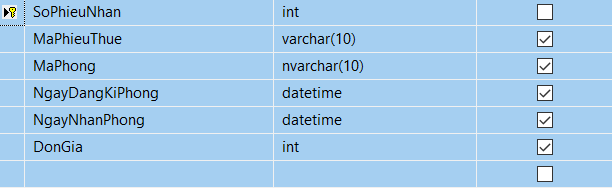 SoPhieuNhan int
MaPhieuThue varchar(10)
MaPhong nvarchar(10)
NgayDangKiPhong datetime
NgayNhanPhong datetime
DonGia int